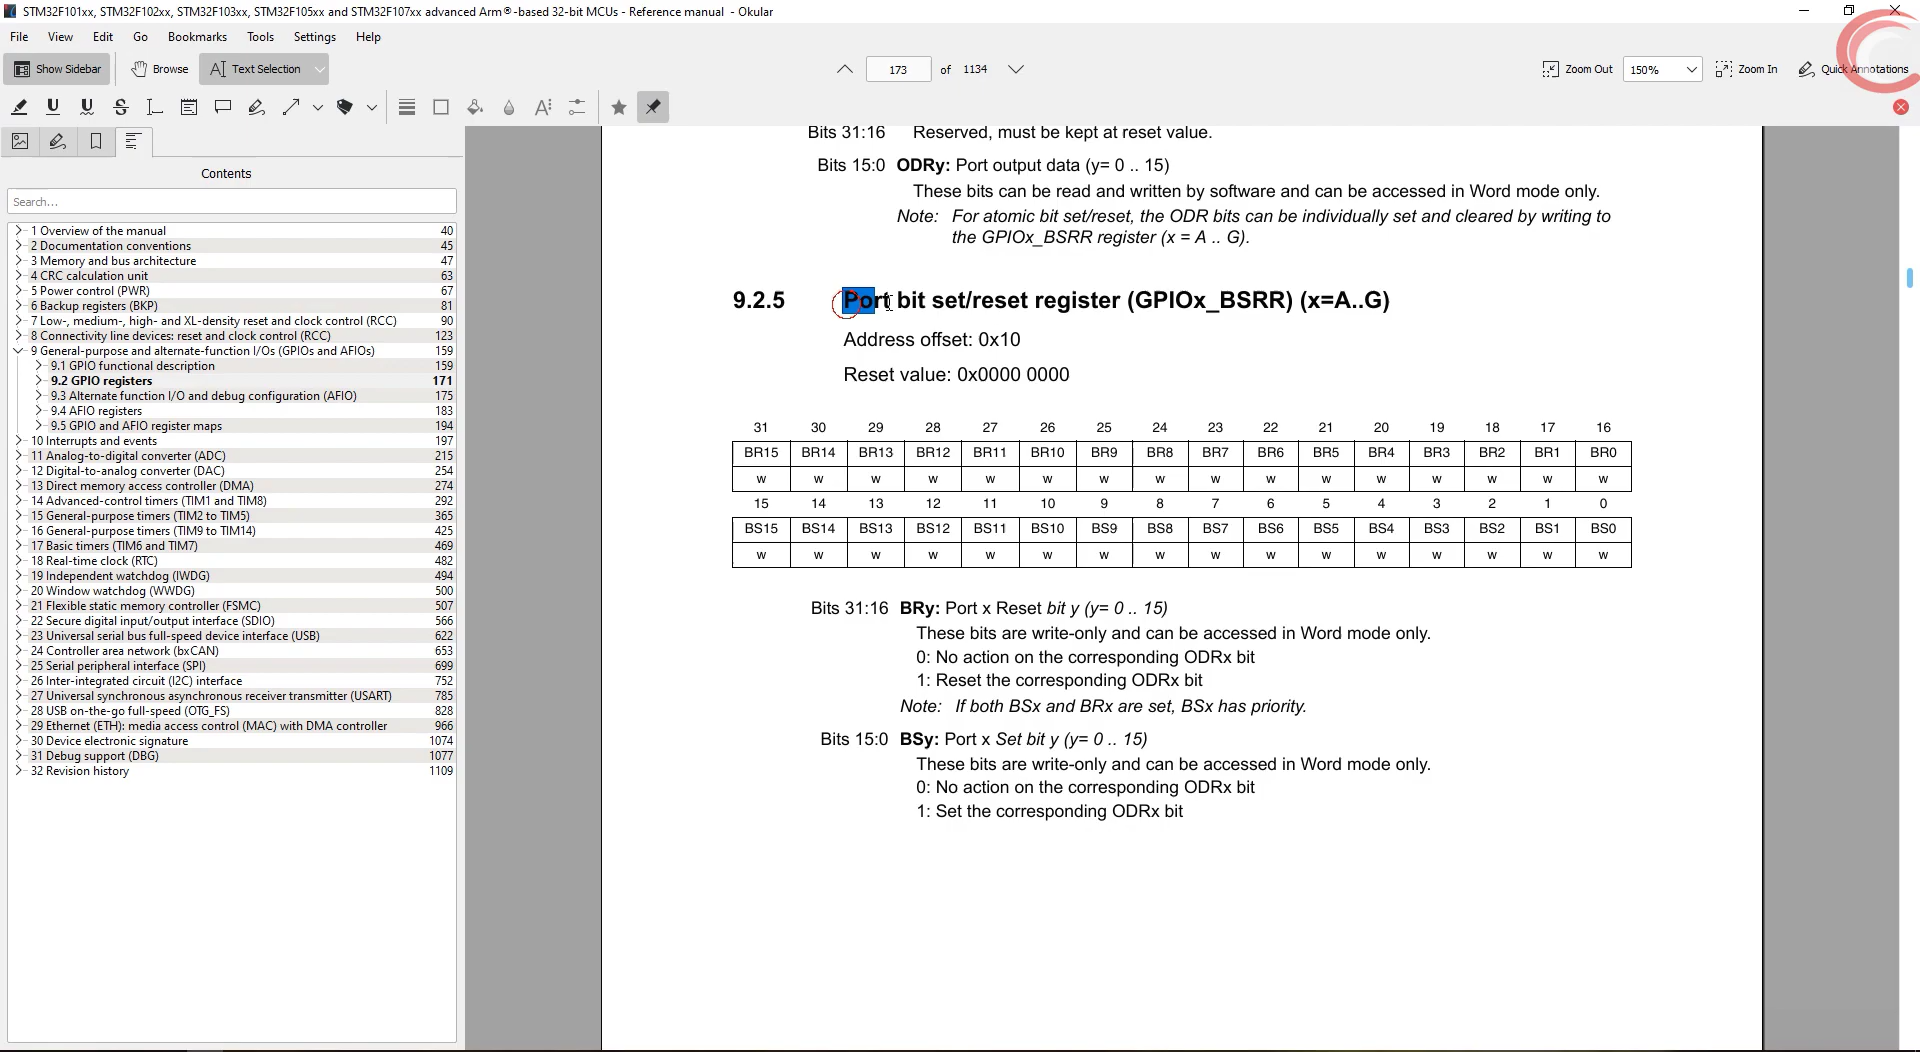 STM32F101xx, STM32F102xx, STM32F103xx, STM32F105xx and STM32F107xx advanced Arm®-based 32-bit MCUs - Reference manual - Okular
File View Edit Go Bookmarks Tools Settings Help
Show Sidebar Browse Text Selection 173 of 1134 Zoom Out 150% Zoom In Quick Annotations
Contents
Search...
1 Overview of the manual 40
2 Documentation conventions 45
3 Memory and bus architecture 47
4 CRC calculation unit 63
5 Power control (PWR) 67
6 Backup registers (BKP) 81
7 Low-, medium-, high- and XL-density reset and clock control (RCC) 90
8 Connectivity line devices: reset and clock control (RCC) 123
9 General-purpose and alternate-function I/Os (GPIOs and AFIOs) 159
9.1 GPIO functional description 159
9.2 GPIO registers 171
9.3 Alternate function I/O and debug configuration (AFIO) 175
9.4 AFIO registers 183
9.5 GPIO and AFIO register maps 194
10 Interrupts and events 197
11 Analog-to-digital converter (ADC) 215
12 Digital-to-analog converter (DAC) 254
13 Direct memory access controller (DMA) 274
14 Advanced-control timers (TIM1 and TIM8) 292
15 General-purpose timers (TIM2 to TIM5) 365
16 General-purpose timers (TIM9 to TIM14) 425
17 Basic timers (TIM6 and TIM7) 469
18 Real-time clock (RTC) 482
19 Independent watchdog (IWDG) 494
20 Window watchdog (WWDG) 500
21 Flexible static memory controller (FSMC) 507
22 Secure digital input/output interface (SDIO) 566
23 Universal serial bus full-speed device interface (USB) 622
24 Controller area network (bxCAN) 653
25 Serial peripheral interface (SPI) 699
26 Inter-integrated circuit (I2C) interface 752
27 Universal synchronous asynchronous receiver transmitter (USART) 785
28 USB on-the-go full-speed (OTG_FS) 828
29 Ethernet (ETH): media access control (MAC) with DMA controller 966
30 Device electronic signature 1074
31 Debug support (DBG) 1077
32 Revision history 1109
Bits 31:16 Reserved, must be kept at reset value.
Bits 15:0 ODRy: Port output data (y= 0 .. 15)
These bits can be read and written by software and can be accessed in Word mode only.
Note: For atomic bit set/reset, the ODR bits can be individually set and cleared by writing to
the GPIOx_BSRR register (x = A .. G).
9.2.5 Port bit set/reset register (GPIOx_BSRR) (x=A..G)
Address offset: 0x10
Reset value: 0x0000 0000
31 30 29 28 27 26 25 24 23 22 21 20 19 18 17 16
BR15 BR14 BR13 BR12 BR11 BR10 BR9 BR8 BR7 BR6 BR5 BR4 BR3 BR2 BR1 BR0
w w w w w w w w w w w w w w w w
15 14 13 12 11 10 9 8 7 6 5 4 3 2 1 0
BS15 BS14 BS13 BS12 BS11 BS10 BS9 BS8 BS7 BS6 BS5 BS4 BS3 BS2 BS1 BS0
w w w w w w w w w w w w w w w w
Bits 31:16 BRy: Port x Reset bit y (y= 0 .. 15)
These bits are write-only and can be accessed in Word mode only.
0: No action on the corresponding ODRx bit
1: Reset the corresponding ODRx bit
Note: If both BSx and BRx are set, BSx has priority.
Bits 15:0 BSy: Port x Set bit y (y= 0 .. 15)
These bits are write-only and can be accessed in Word mode only.
0: No action on the corresponding ODRx bit
1: Set the corresponding ODRx bit